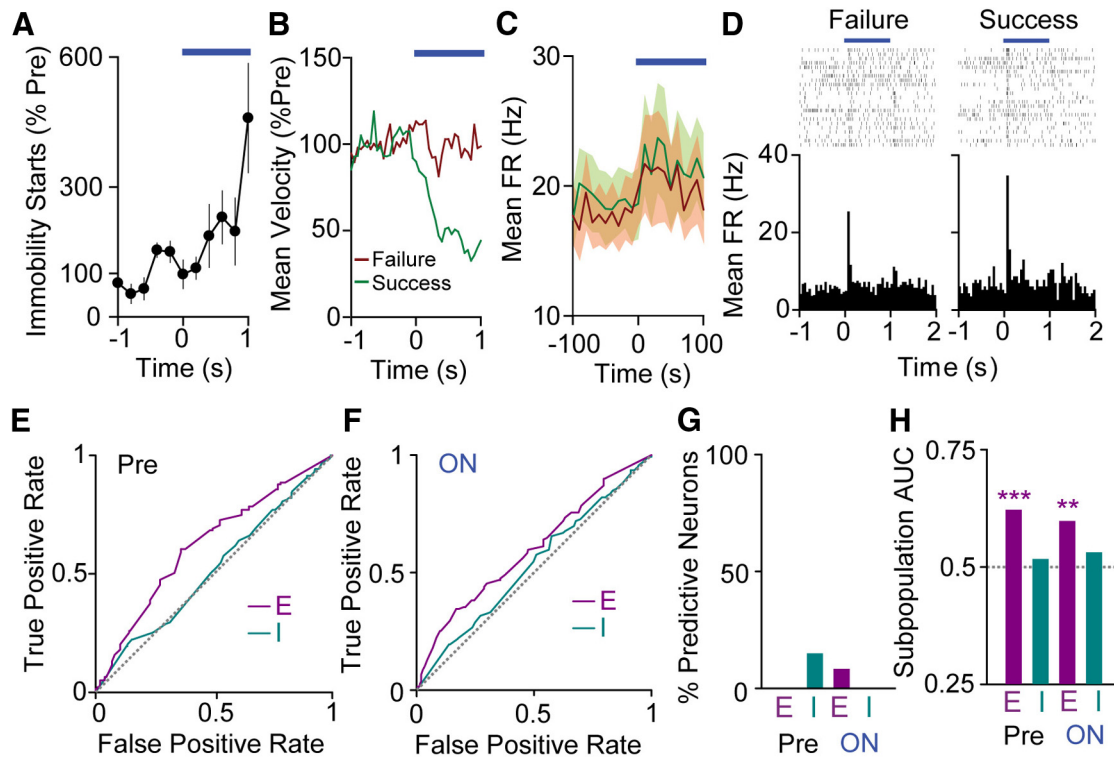 A
Immobility Starts (% Pre)
600
300
100
0
-1 0 1
Time (s)
B
Mean Velocity (%Pre)
150
100
50
0
Failure
Success
-1 0 1
Time (s)
C
Mean FR (Hz)
30
20
10
-100 0 100
Time (s)
D
Failure Success
Mean FR (Hz)
40
20
0
-1 0 1 2 -1 0 1 2
Time (s)
E
True Positive Rate
Pre
1
0.5
0
E
I
0 0.5 1
False Positive Rate
F
True Positive Rate
ON
1
0.5
0
E
I
0 0.5 1
False Positive Rate
G
% Predictive Neurons
100
50
0
E I E I
Pre ON
H
Subpopulation AUC
0.75
0.5
0.25
*** **
E I E I
Pre ON